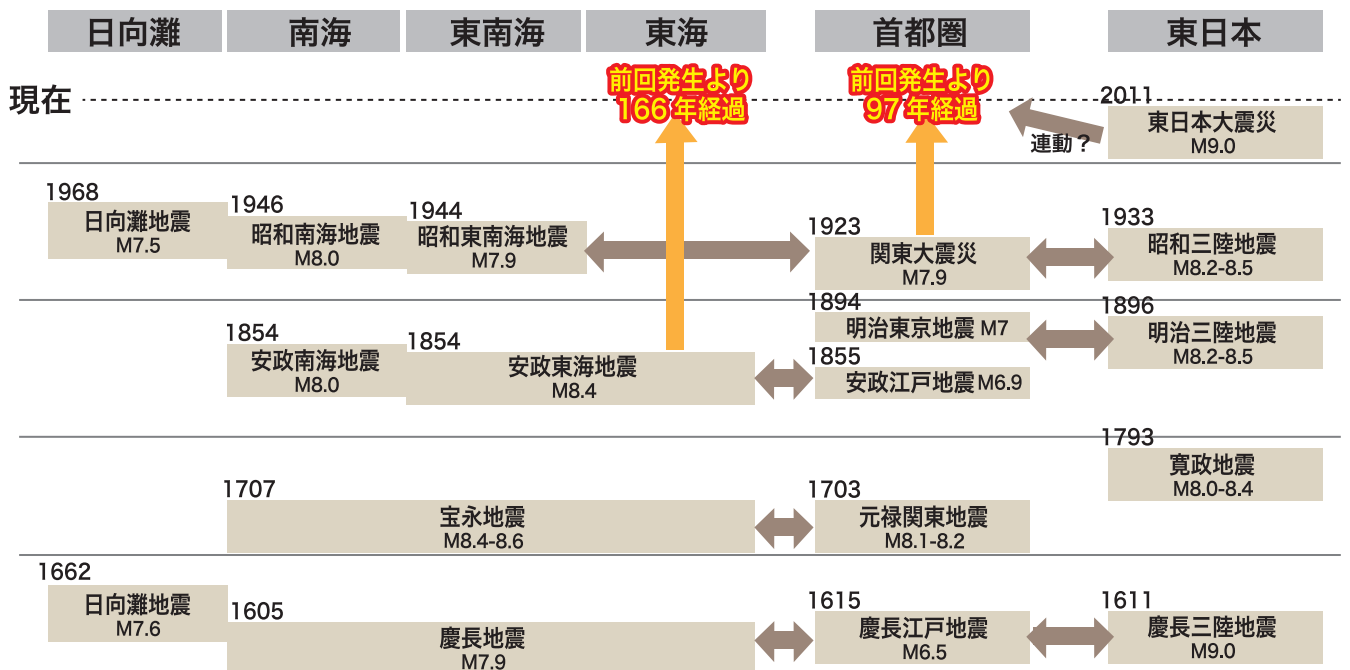 日向灘
南海
東南海
東海
首都圏
東日本
現在
前回発生より
166年経過
前回発生より
97年経過
2011
東日本大震災
M9.0
連動？
1968
日向灘地震
M7.5
1946
昭和南海地震
M8.0
1944
昭和東南海地震
M7.9
1923
関東大震災
M7.9
1933
昭和三陸地震
M8.2-8.5
1854
安政南海地震
M8.0
1854
安政東海地震
M8.4
1894
明治東京地震 M7
1855
安政江戸地震 M6.9
1896
明治三陸地震
M8.2-8.5
1793
寛政地震
M8.0-8.4
1707
宝永地震
M8.4-8.6
1703
元禄関東地震
M8.1-8.2
1662
日向灘地震
M7.6
1605
慶長地震
M7.9
1615
慶長江戸地震
M6.5
1611
慶長三陸地震
M9.0